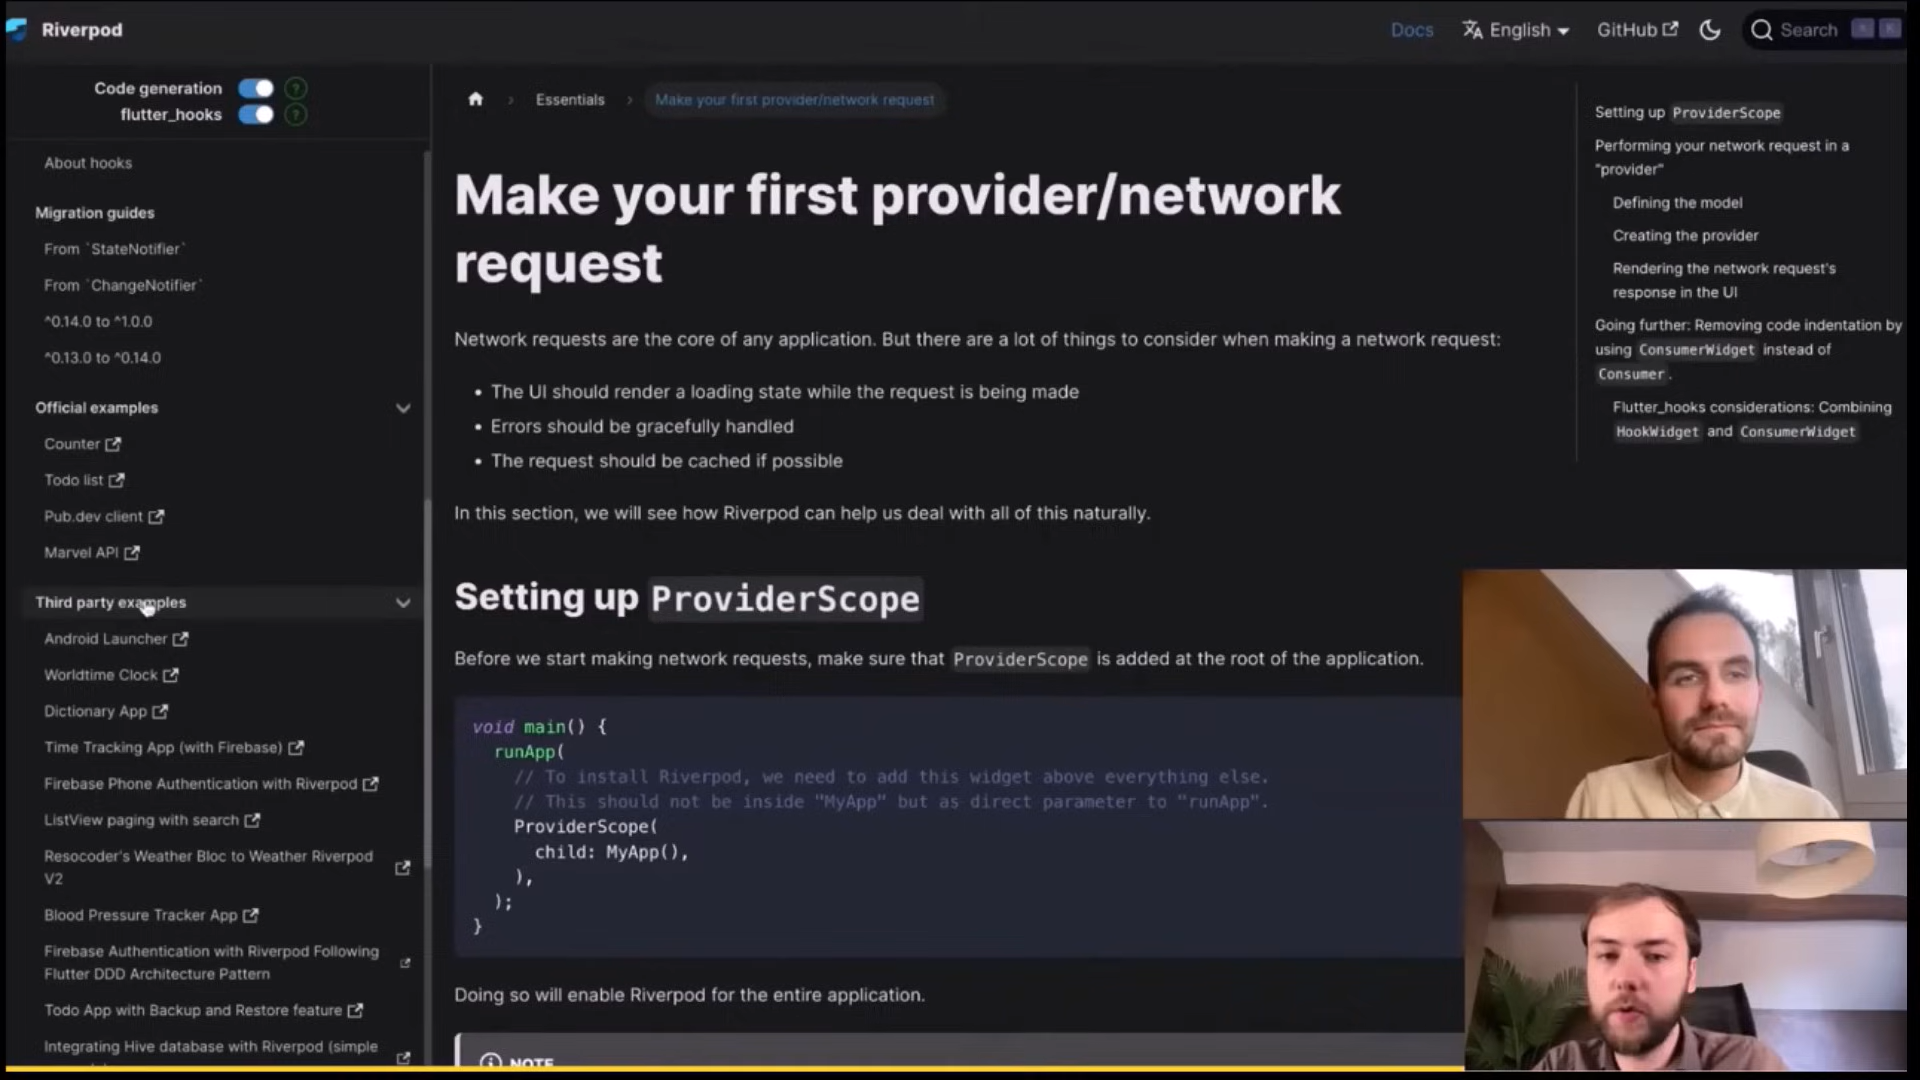 Riverpod
Docs
English
GitHub
Search
Code generation
?
flutter_hooks
?
About hooks
Migration guides
From `StateNotifier`
From `ChangeNotifier`
^0.14.0 to ^1.0.0
^0.13.0 to ^0.14.0
Official examples
Counter
Todo list
Pub.dev client
Marvel API
Third party examples
Android Launcher
Worldtime Clock
Dictionary App
Time Tracking App (with Firebase)
Firebase Phone Authentication with Riverpod
ListView paging with search
Resocoder's Weather Bloc to Weather Riverpod
V2
Blood Pressure Tracker App
Firebase Authentication with Riverpod Following
Flutter DDD Architecture Pattern
Todo App with Backup and Restore feature
Integrating Hive database with Riverpod (simple
Essentials
Make your first provider/network request
Make your first provider/network
request
Network requests are the core of any application. But there are a lot of things to consider when making a network request:
• The UI should render a loading state while the request is being made
• Errors should be gracefully handled
• The request should be cached if possible
In this section, we will see how Riverpod can help us deal with all of this naturally.
Setting up ProviderScope
Before we start making network requests, make sure that ProviderScope is added at the root of the application.
void main() {
runApp(
// To install Riverpod, we need to add this widget above everything else.
// This should not be inside "MyApp" but as direct parameter to "runApp".
ProviderScope(
child: MyApp(),
),
);
}
Doing so will enable Riverpod for the entire application.
NOTE
Setting up ProviderScope
Performing your network request in a
"provider"
Defining the model
Creating the provider
Rendering the network request's
response in the UI
Going further: Removing code indentation by
using ConsumerWidget instead of
Consumer.
Flutter_hooks considerations: Combining
HookWidget and ConsumerWidget